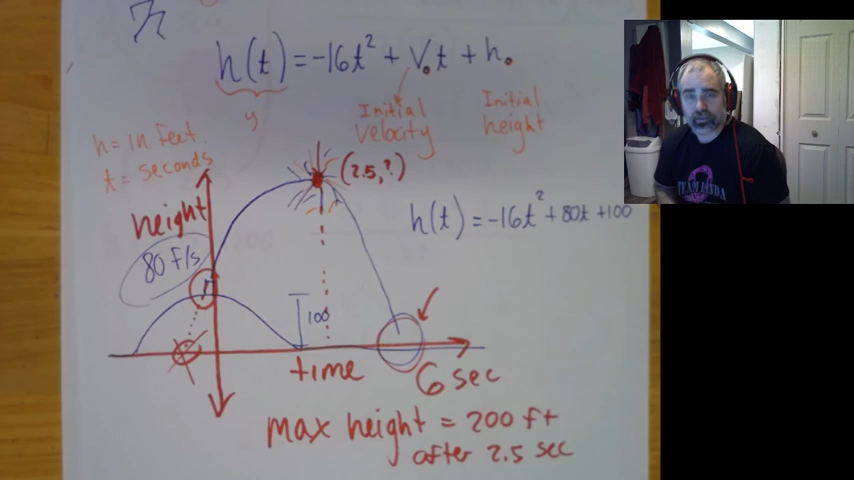 h(t) = -16t² + V₀t + h₀
y
Initial velocity
Initial height
h = in feet
t = seconds
height
(2.5, ?)
80 F/s
h(t) = -16t² + 80t + 100
100
time
6 sec
max height = 200 ft
after 2.5 sec
TEAM